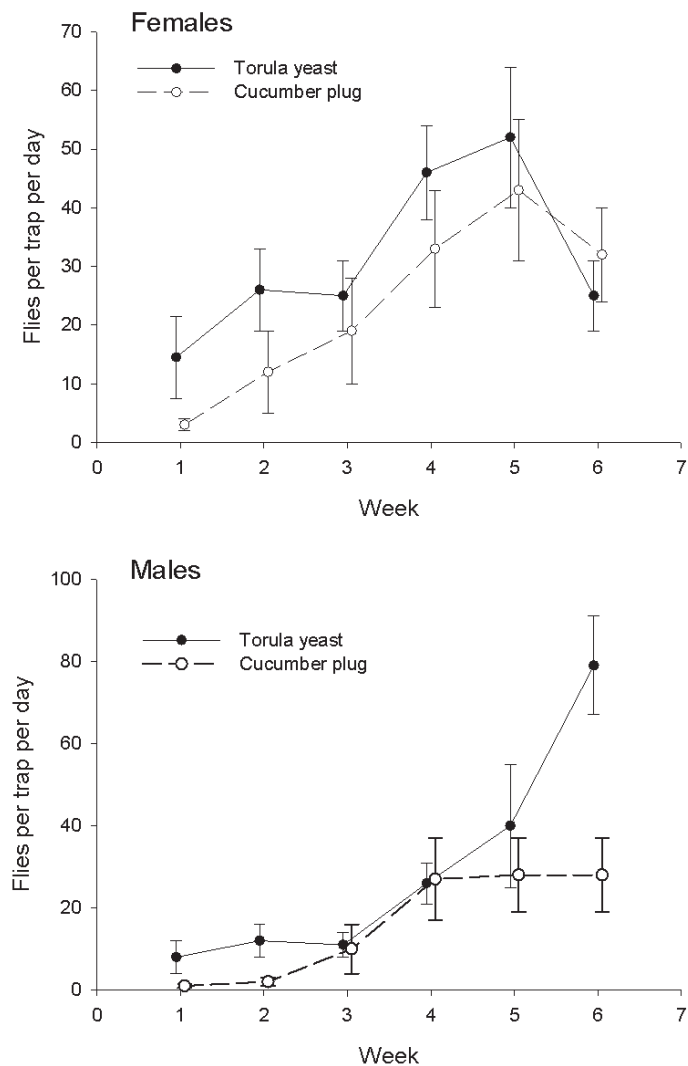 Females
70
60
50
40
30
20
10
0
Torula yeast
Cucumber plug
Flies per trap per day
0 1 2 3 4 5 6 7
Week
Males
100
80
60
40
20
0
Torula yeast
Cucumber plug
Flies per trap per day
0 1 2 3 4 5 6 7
Week